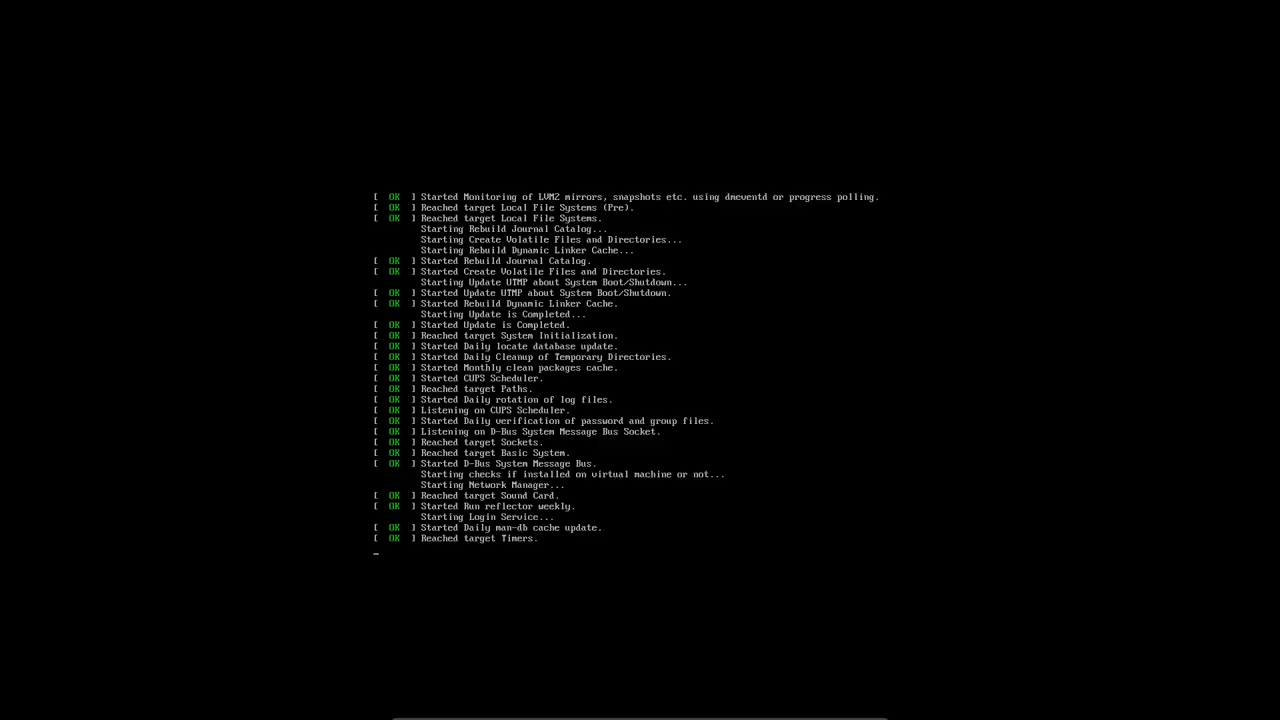 [  OK  ] Started Monitoring of LVM2 mirrors, snapshots etc. using dmeventd or progress polling.
[  OK  ] Reached target Local File Systems (Pre).
[  OK  ] Reached target Local File Systems.
Starting Rebuild Journal Catalog...
Starting Create Volatile Files and Directories...
Starting Rebuild Dynamic Linker Cache...
[  OK  ] Started Rebuild Journal Catalog.
[  OK  ] Started Create Volatile Files and Directories.
Starting Update UTMP about System Boot/Shutdown...
[  OK  ] Started Update UTMP about System Boot/Shutdown.
[  OK  ] Started Rebuild Dynamic Linker Cache.
Starting Update is Completed...
[  OK  ] Started Update is Completed.
[  OK  ] Reached target System Initialization.
[  OK  ] Started Daily locate database update.
[  OK  ] Started Daily Cleanup of Temporary Directories.
[  OK  ] Started Monthly clean packages cache.
[  OK  ] Started CUPS Scheduler.
[  OK  ] Reached target Paths.
[  OK  ] Started Daily rotation of log files.
[  OK  ] Listening on CUPS Scheduler.
[  OK  ] Started Daily verification of password and group files.
[  OK  ] Listening on D-Bus System Message Bus Socket.
[  OK  ] Reached target Sockets.
[  OK  ] Reached target Basic System.
[  OK  ] Started D-Bus System Message Bus.
Starting checks if installed on virtual machine or not...
Starting Network Manager...
[  OK  ] Reached target Sound Card.
[  OK  ] Started Run reflector weekly.
Starting Login Service...
[  OK  ] Started Daily man-db cache update.
[  OK  ] Reached target Timers.